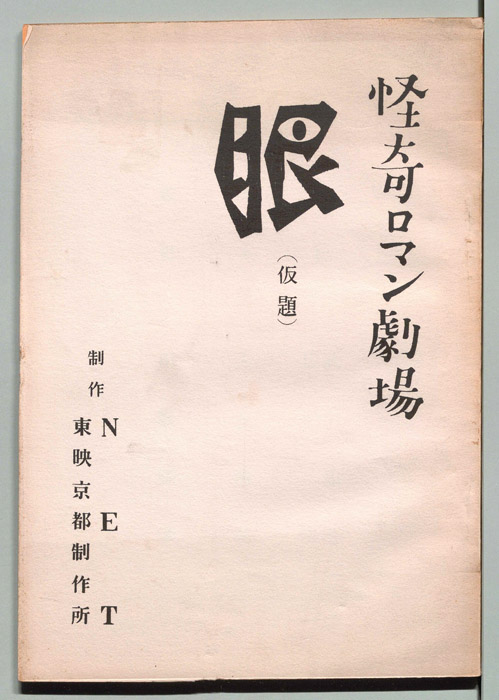 怪奇ロマン劇場
眼
（仮題）
制作
NET
東映京都制作所